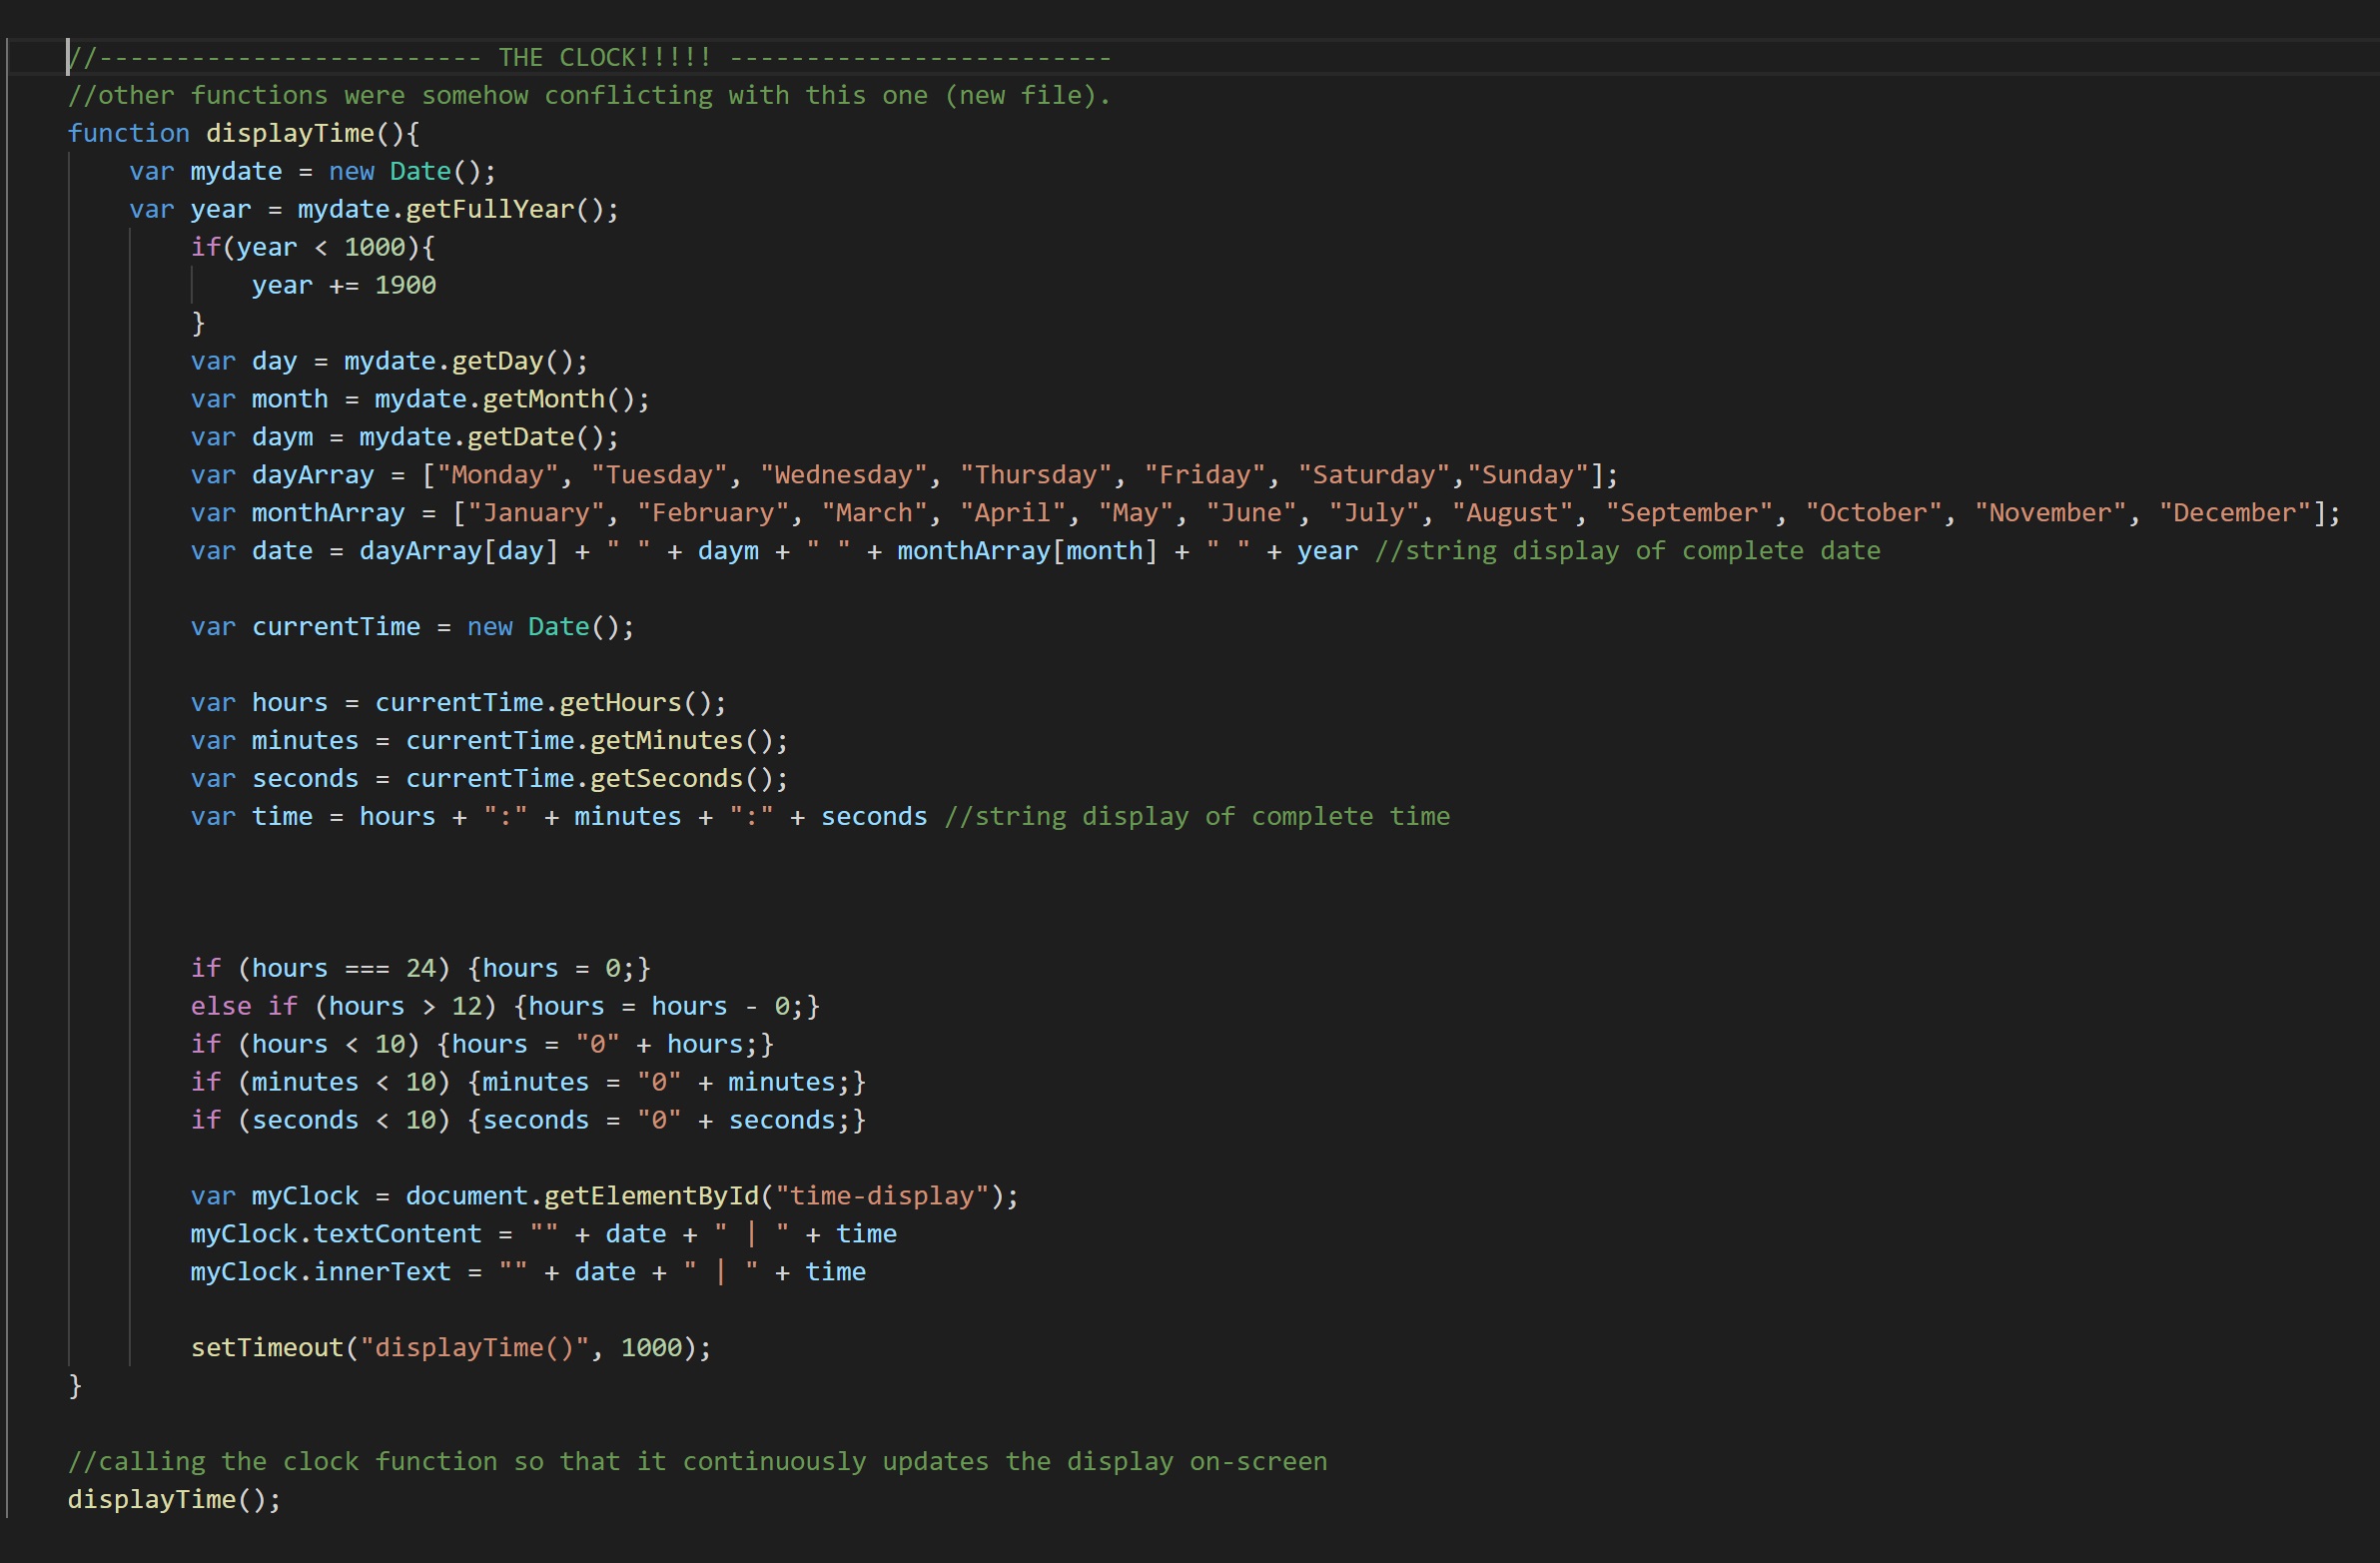 //------------------------- THE CLOCK!!!!! -------------------------
//other functions were somehow conflicting with this one (new file).
function displayTime(){
    var mydate = new Date();
    var year = mydate.getFullYear();
        if(year < 1000){
            year += 1900
        }
        var day = mydate.getDay();
        var month = mydate.getMonth();
        var daym = mydate.getDate();
        var dayArray = ["Monday", "Tuesday", "Wednesday", "Thursday", "Friday", "Saturday","Sunday"];
        var monthArray = ["January", "February", "March", "April", "May", "June", "July", "August", "September", "October", "November", "December"];
        var date = dayArray[day] + " " + daym + " " + monthArray[month] + " " + year //string display of complete date
        var currentTime = new Date();
        var hours = currentTime.getHours();
        var minutes = currentTime.getMinutes();
        var seconds = currentTime.getSeconds();
        var time = hours + ":" + minutes + ":" + seconds //string display of complete time
        if (hours === 24) {hours = 0;}
        else if (hours > 12) {hours = hours - 0;}
        if (hours < 10) {hours = "0" + hours;}
        if (minutes < 10) {minutes = "0" + minutes;}
        if (seconds < 10) {seconds = "0" + seconds;}
        var myClock = document.getElementById("time-display");
        myClock.textContent = "" + date + " | " + time
        myClock.innerText = "" + date + " | " + time
        setTimeout("displayTime()", 1000);
}
//calling the clock function so that it continuously updates the display on-screen
displayTime();